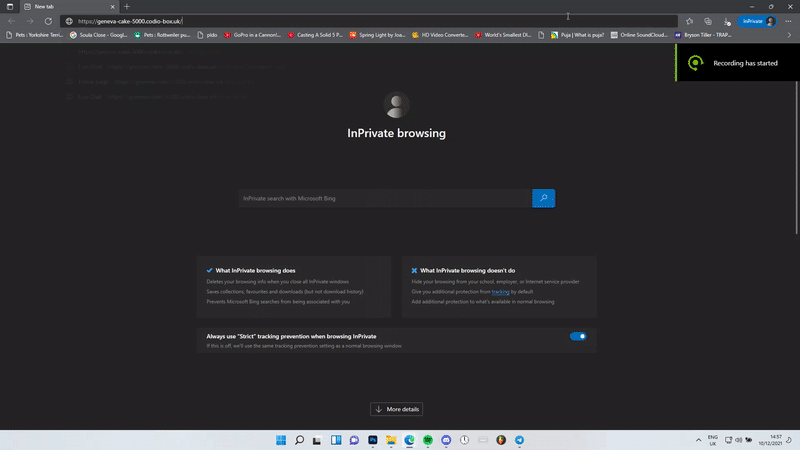 New tab
https://geneva-cake-5000.codio-box.uk/
InPrivate
Pets : Yorkshire Terr...
Soula Close - Googl...
Pets : Rottweiler pu...
pldo
GoPro in a Cannon!...
Casting A Solid 5 P...
Spring Light by Joa...
HD Video Converte...
World's Smallest Di...
Puja | What is puja?
Online SoundCloud...
Bryson Tiller - TRAP...
Recording has started
InPrivate browsing
InPrivate search with Microsoft Bing
What InPrivate browsing does
Deletes your browsing info when you close all InPrivate windows
Saves collections, favourites and downloads (but not download history)
Prevents Microsoft Bing searches from being associated with you
What InPrivate browsing doesn't do
Hide your browsing from your school, employer, or Internet service provider
Give you additional protection from tracking by default
Add additional protection to what's available in normal browsing
Always use "Strict" tracking prevention when browsing InPrivate
If this is off, we'll use the same tracking prevention setting as a normal browsing window
More details
ENG
UK
14:57
10/12/2021